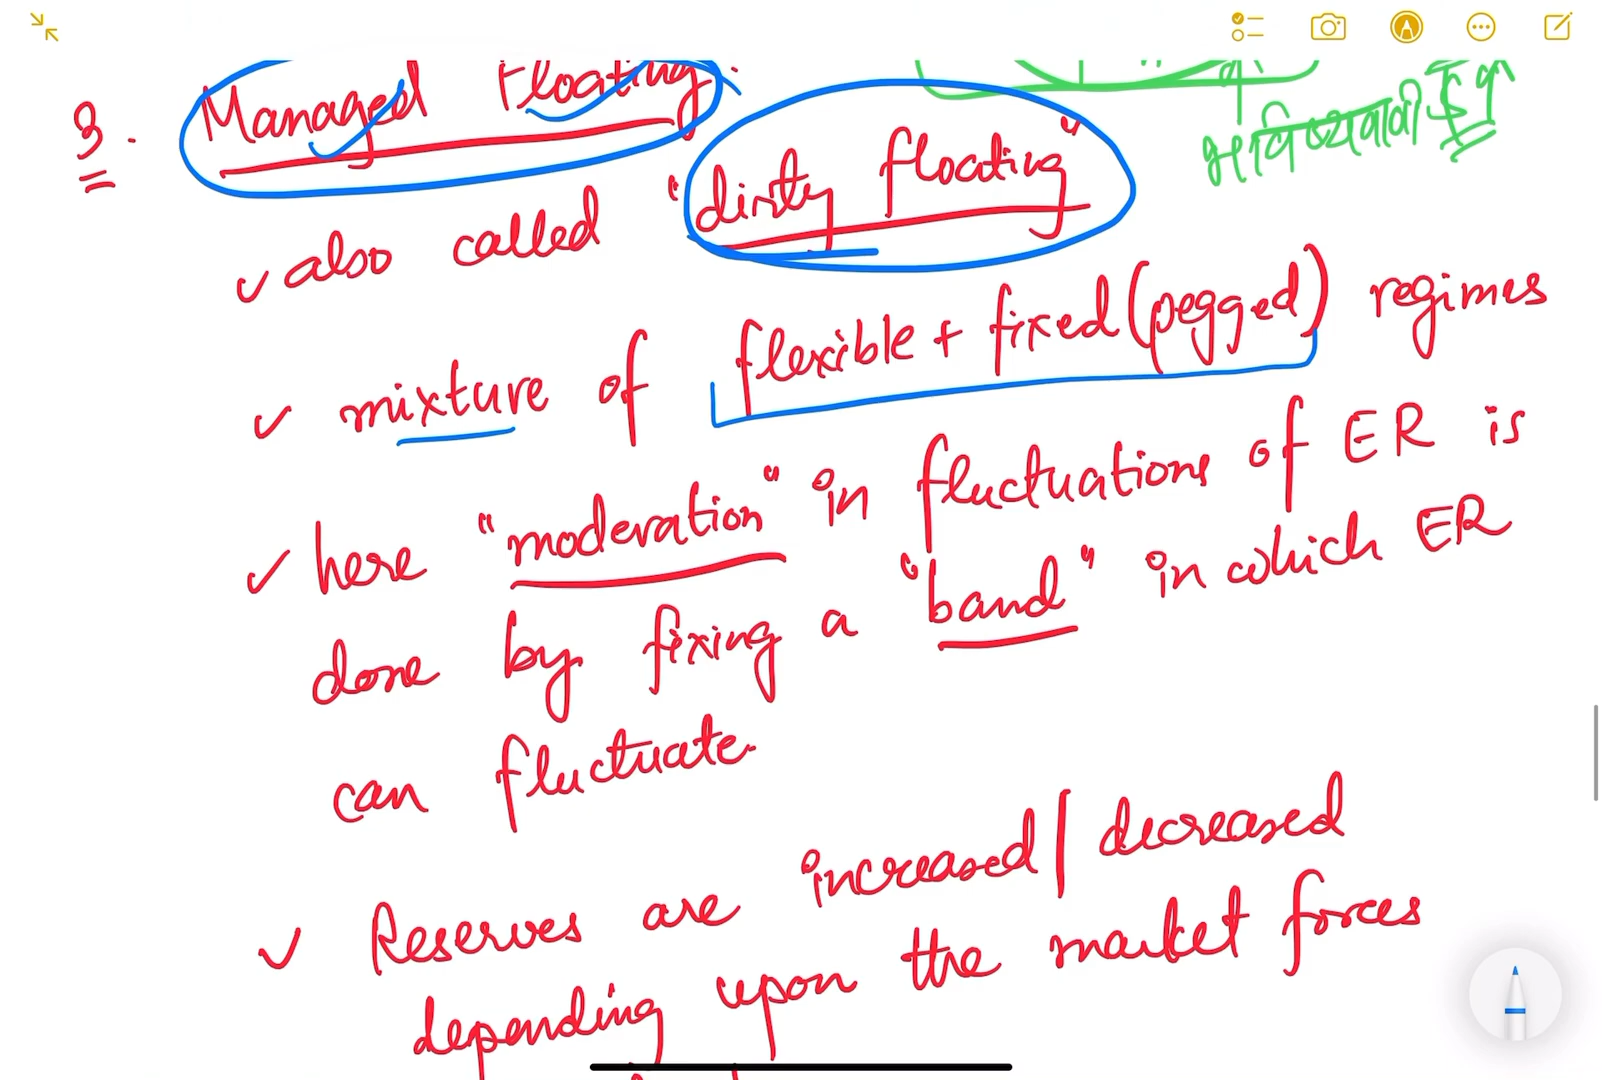 3. Managed Floating.
भविष्यवाणी
✓ also called "dirty floating"
✓ mixture of flexible + fixed (pegged) regimes
✓ here "moderation" in fluctuations of ER is
done by fixing a "band" in which ER
can fluctuate.
✓ Reserves are increased / decreased
depending upon the market forces